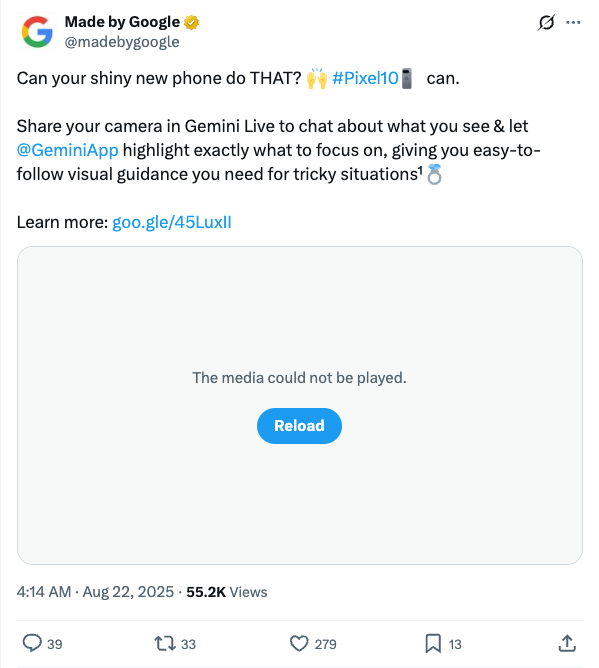 Made by Google
@madebygoogle
Can your shiny new phone do THAT? 🙌 #Pixel10 can.
Share your camera in Gemini Live to chat about what you see & let
@GeminiApp highlight exactly what to focus on, giving you easy-to-
follow visual guidance you need for tricky situations¹💍
Learn more: goo.gle/45LuxIl
The media could not be played.
Reload
4:14 AM · Aug 22, 2025 · 55.2K Views
39 33 279 13